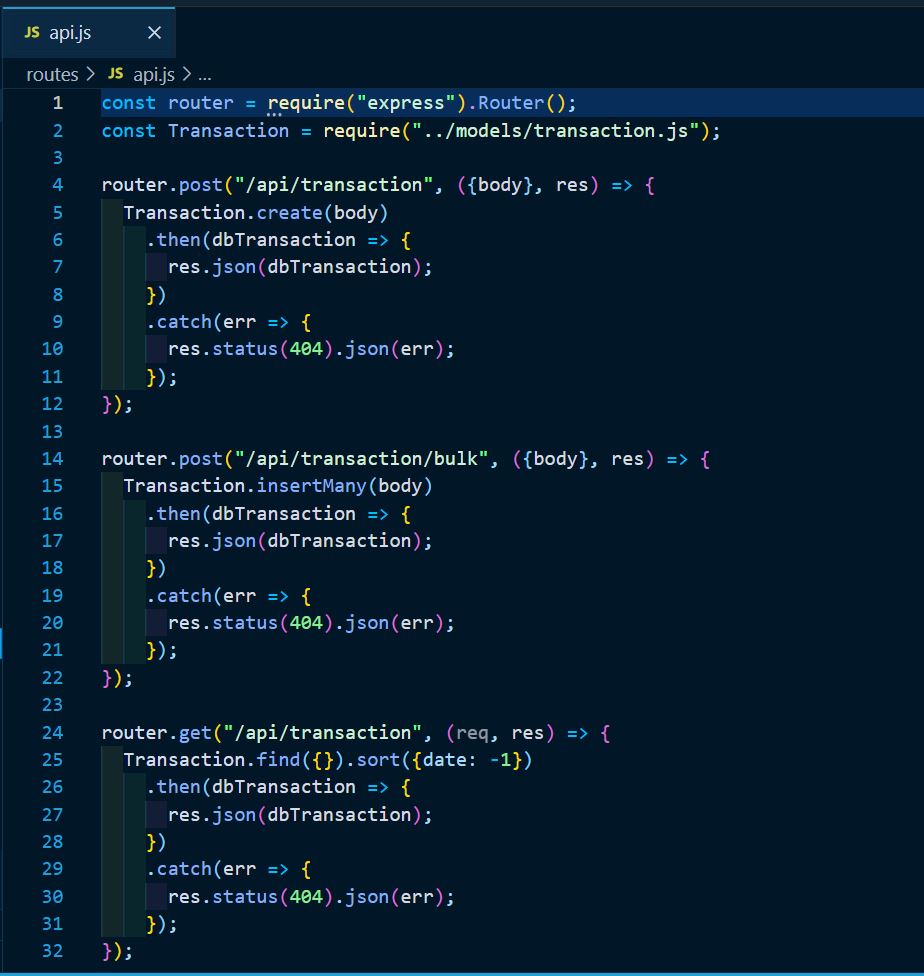 JS api.js ×
routes > JS api.js > ...
1 const router = require("express").Router();
2 const Transaction = require("../models/transaction.js");
3
4 router.post("/api/transaction", ({body}, res) => {
5   Transaction.create(body)
6     .then(dbTransaction => {
7       res.json(dbTransaction);
8     })
9     .catch(err => {
10       res.status(404).json(err);
11     });
12 });
13
14 router.post("/api/transaction/bulk", ({body}, res) => {
15   Transaction.insertMany(body)
16     .then(dbTransaction => {
17       res.json(dbTransaction);
18     })
19     .catch(err => {
20       res.status(404).json(err);
21     });
22 });
23
24 router.get("/api/transaction", (req, res) => {
25   Transaction.find({}).sort({date: -1})
26     .then(dbTransaction => {
27       res.json(dbTransaction);
28     })
29     .catch(err => {
30       res.status(404).json(err);
31     });
32 });